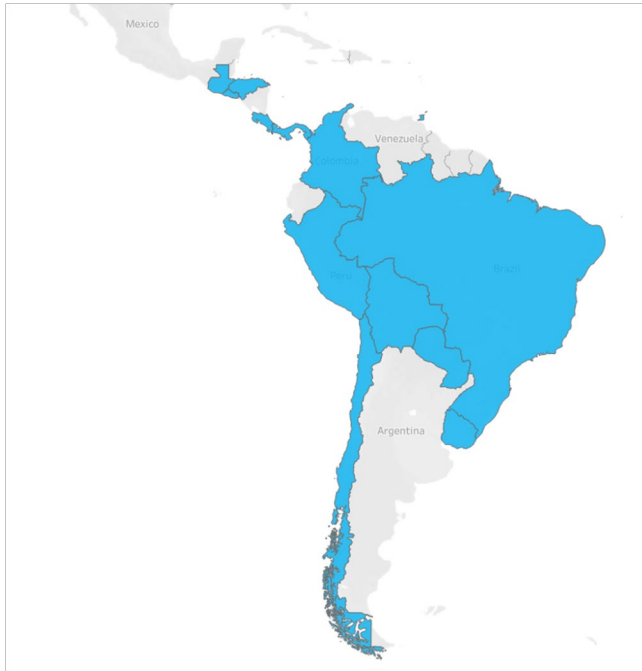 Mexico
Venezuela
Colombia
Brazil
Peru
Argentina